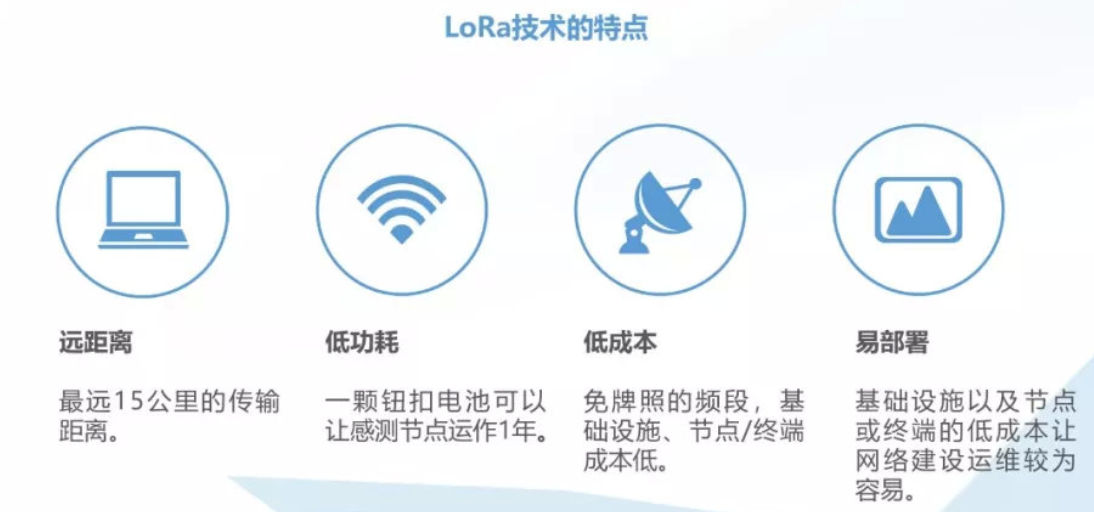 LoRa技术的特点
远距离
最远15公里的传输
距离。
低功耗
一颗钮扣电池可以
让感测节点运作1年。
低成本
免牌照的频段，基
础设施、节点/终端
成本低。
易部署
基础设施以及节点
或终端的低成本让
网络建设运维较为
容易。